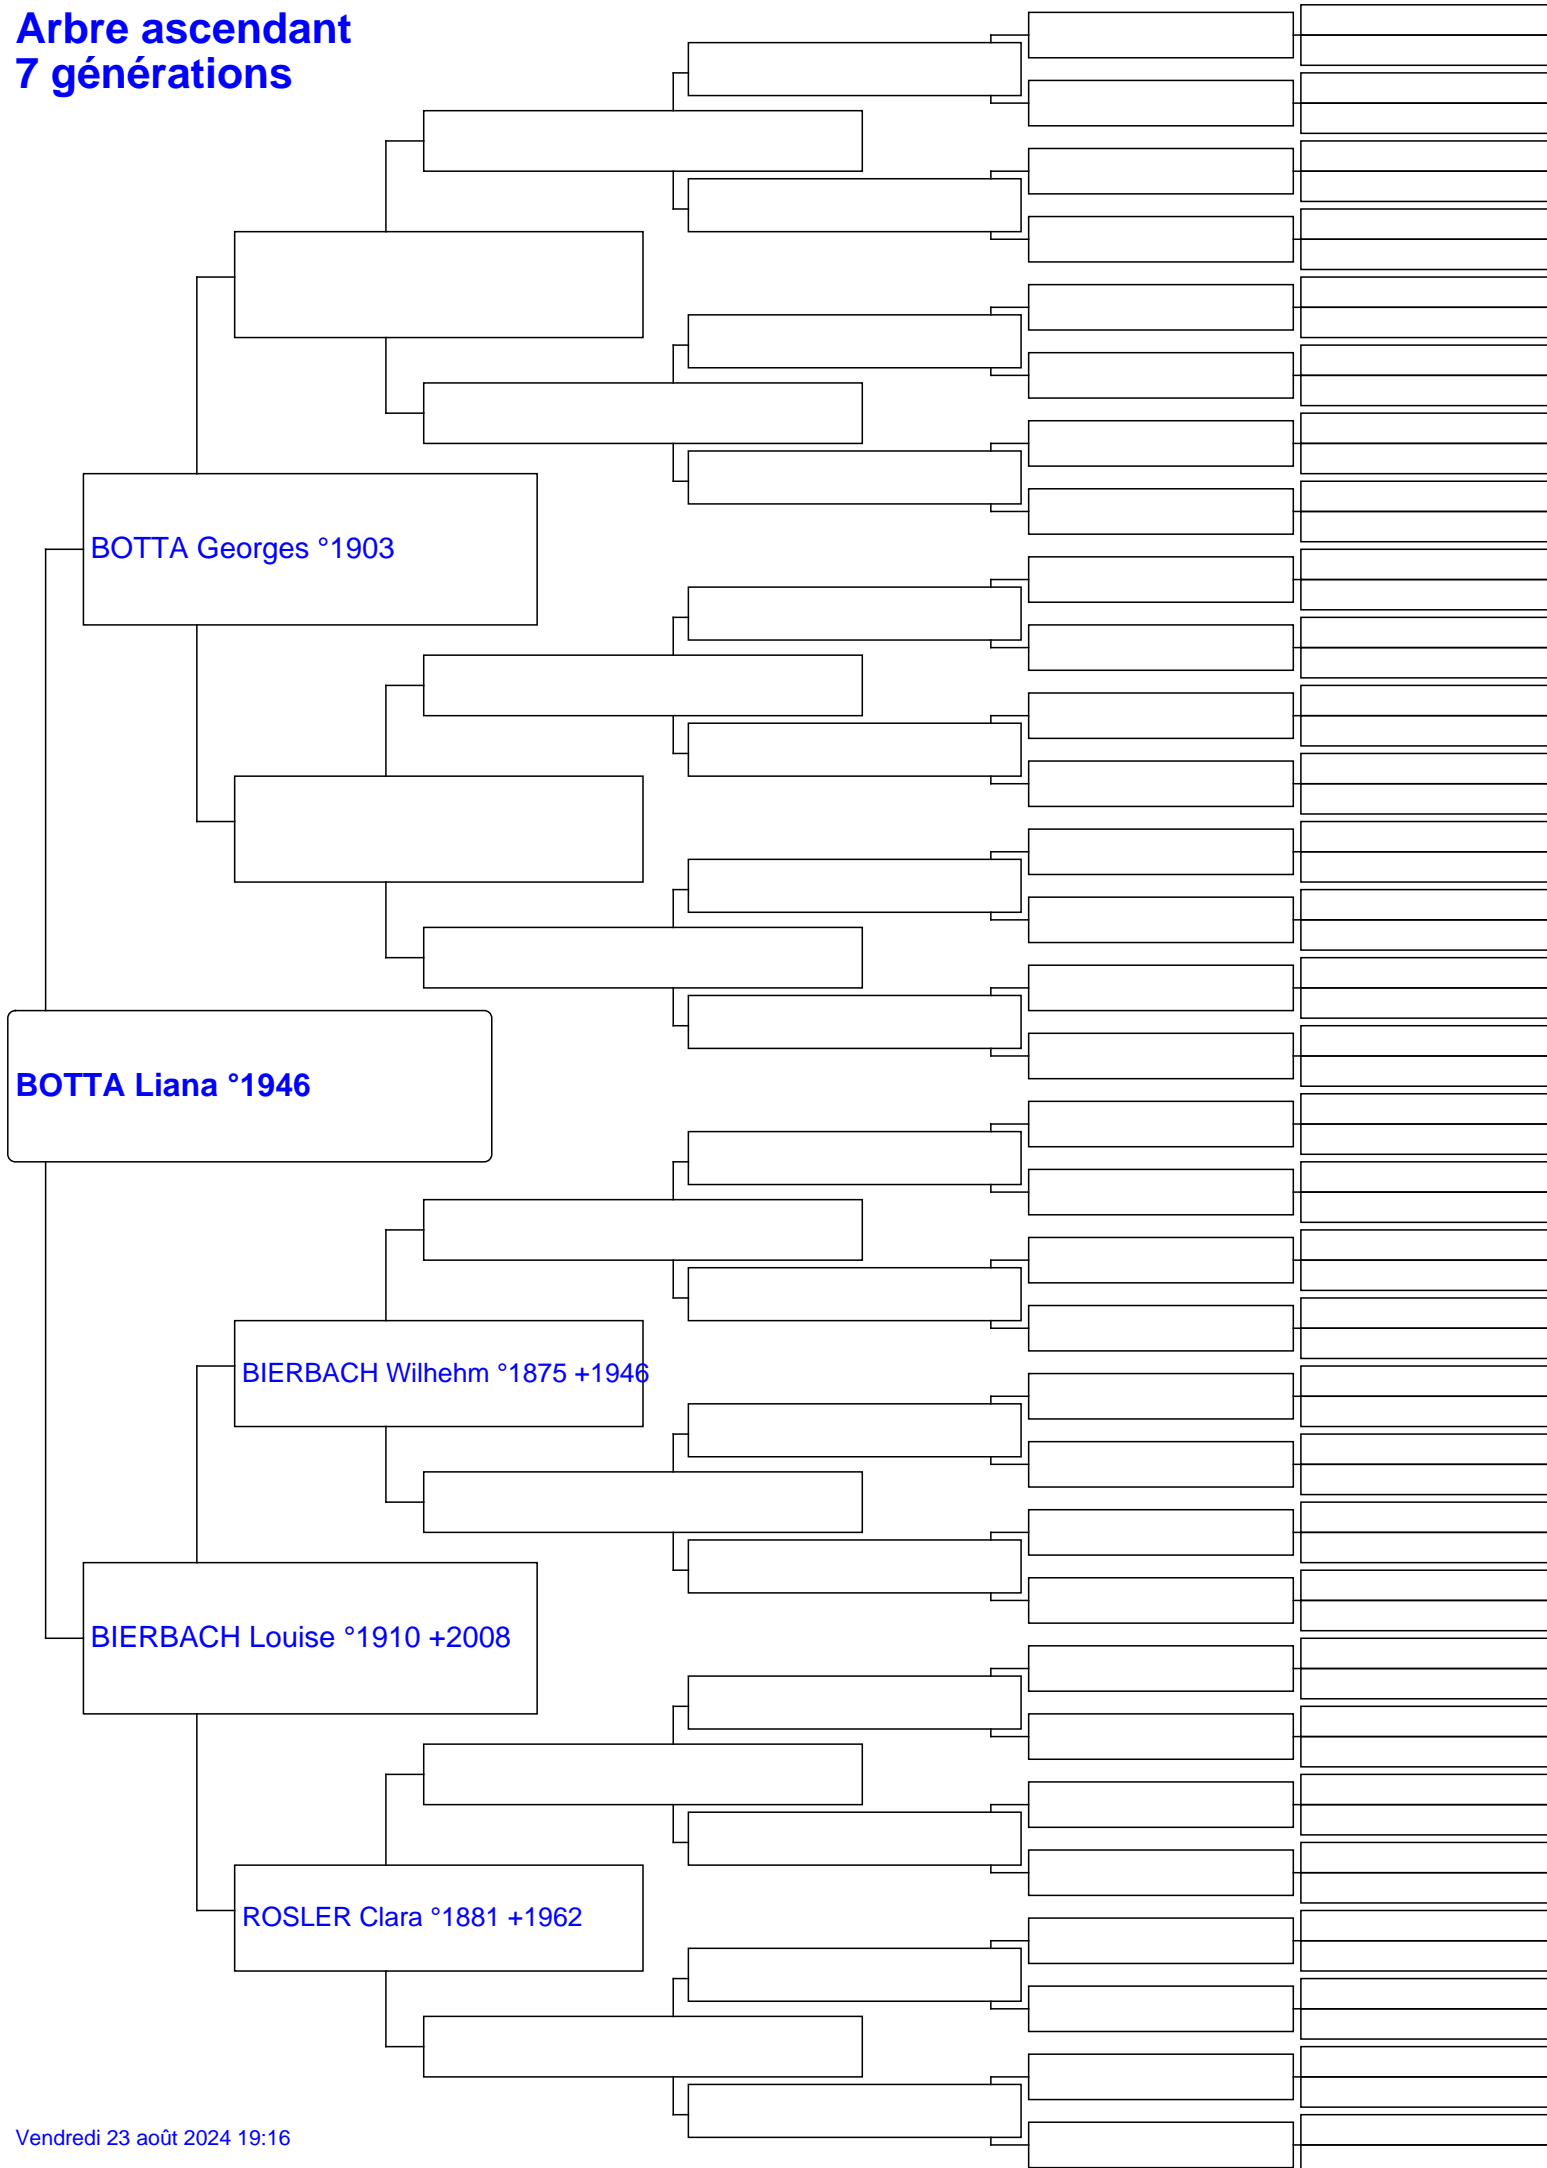 Arbre ascendant
7 générations
BOTTA Georges °1903
BOTTA Liana °1946
BIERBACH Wilhehm °1875 +1946
BIERBACH Louise °1910 +2008
ROSLER Clara °1881 +1962
Vendredi 23 août 2024 19:16